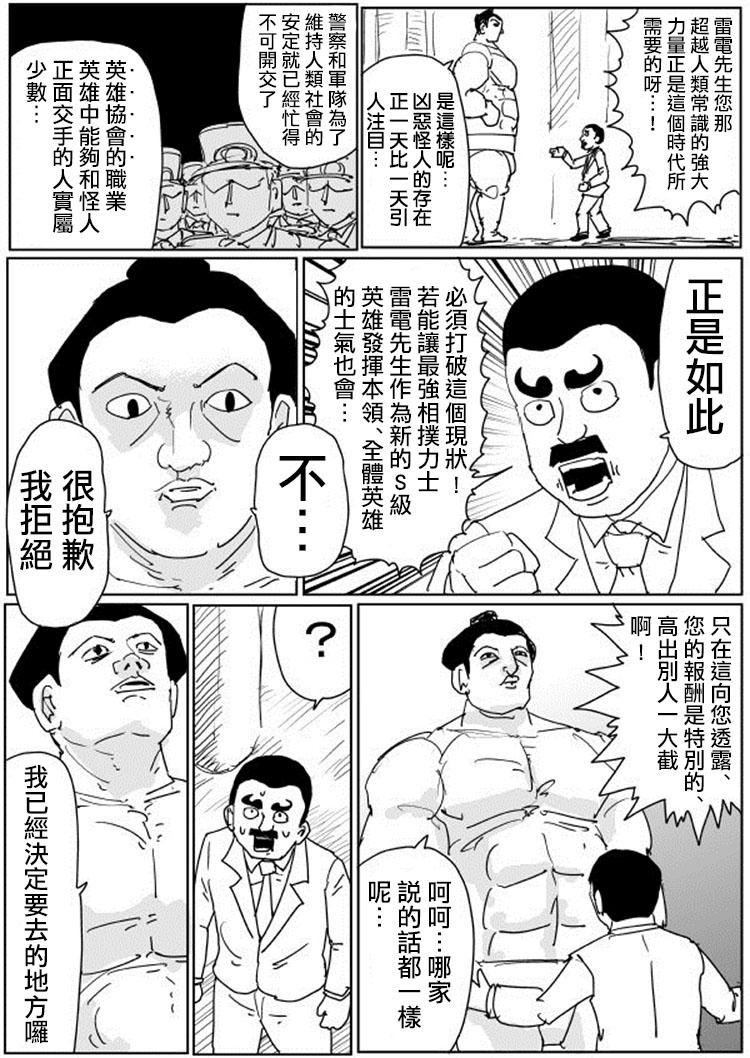 雷電先生您那
超越人類常識的強大
力量正是這個時代所
需要的呀…！
是這樣呢…
凶惡怪人的存在
正一天比一天引
人注目…
警察和軍隊為了
維持人類社會的
安定就已經忙得
不可開交了
英雄協會的職業
英雄中能夠和怪人
正面交手的人實屬
少數…
正是如此
必須打破這個現狀！
若能讓最強相撲力士
雷電先生作為新的S級
英雄發揮本領、全體英雄
的士氣也會…
不…
很抱歉
我拒絕
只在這向您透露、
您的報酬是特別的、
高出別人一大截
啊！
呵呵…哪家
說的話都一樣
呢…
？
我已經決定要去的地方囉